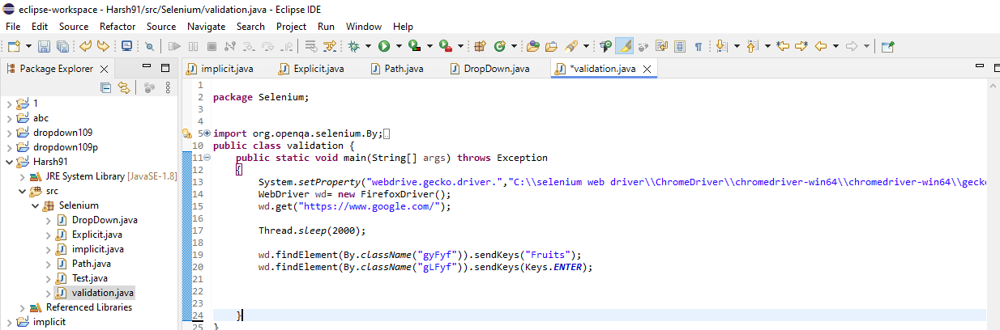 eclipse-workspace - Harsh91/src/Selenium/validation.java - Eclipse IDE
File Edit Source Refactor Source Navigate Search Project Run Window Help
Package Explorer
implicit.java Explicit.java Path.java DropDown.java *validation.java
1
abc
dropdown109
dropdown109p
Harsh91
JRE System Library [JavaSE-1.8]
src
Selenium
DropDown.java
Explicit.java
implicit.java
Path.java
Test.java
validation.java
Referenced Libraries
implicit
1
2 package Selenium;
3
4
5 import org.openqa.selenium.By;
10 public class validation {
11 public static void main(String[] args) throws Exception
12 {
13 System.setProperty("webdrive.gecko.driver.","C:\\selenium web driver\\ChromeDriver\\chromedriver-win64\\chromedriver-win64\\gecko
14 WebDriver wd= new FirefoxDriver();
15 wd.get("https://www.google.com/");
16
17 Thread.sleep(2000);
18
19 wd.findElement(By.className("gyFyf")).sendKeys("Fruits");
20 wd.findElement(By.className("gLFyf")).sendKeys(Keys.ENTER);
21
22
23
24 }
25 }